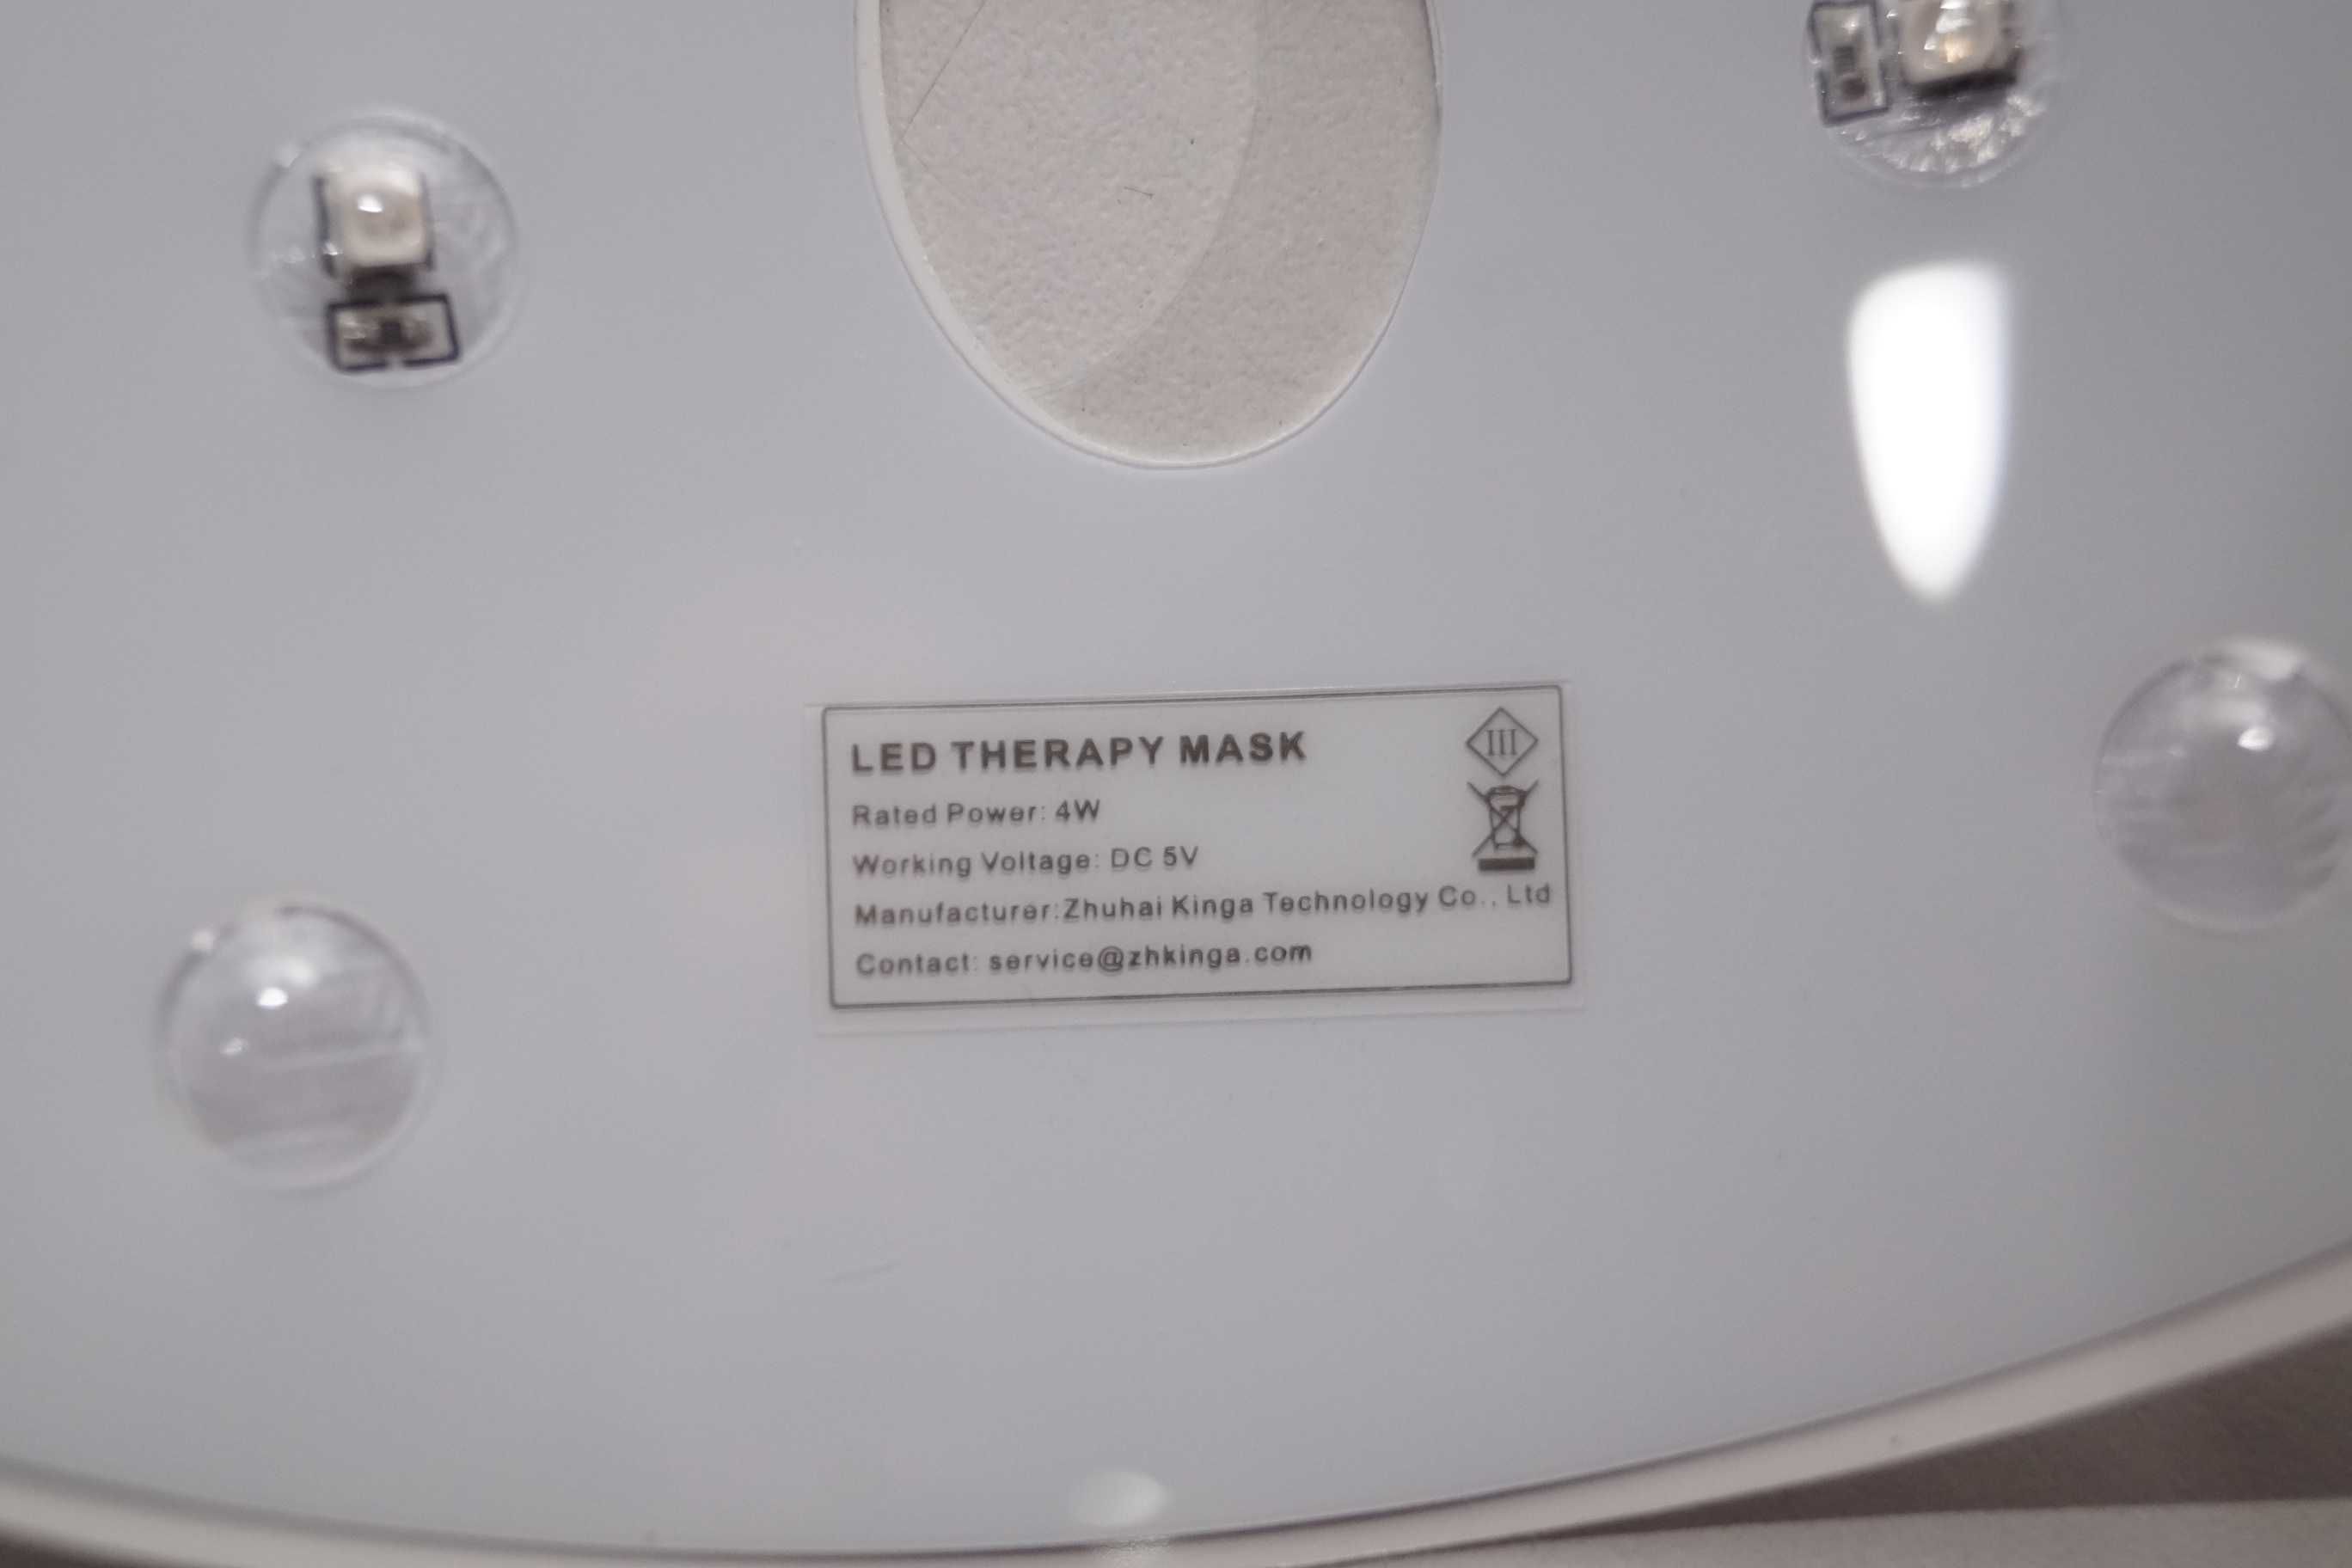 LED THERAPY MASK
III
Rated Power: 4W
Working Voltage: DC 5V
Manufacturer:Zhuhai Kinga Technology Co., Ltd
Contact: service@zhkinga.com